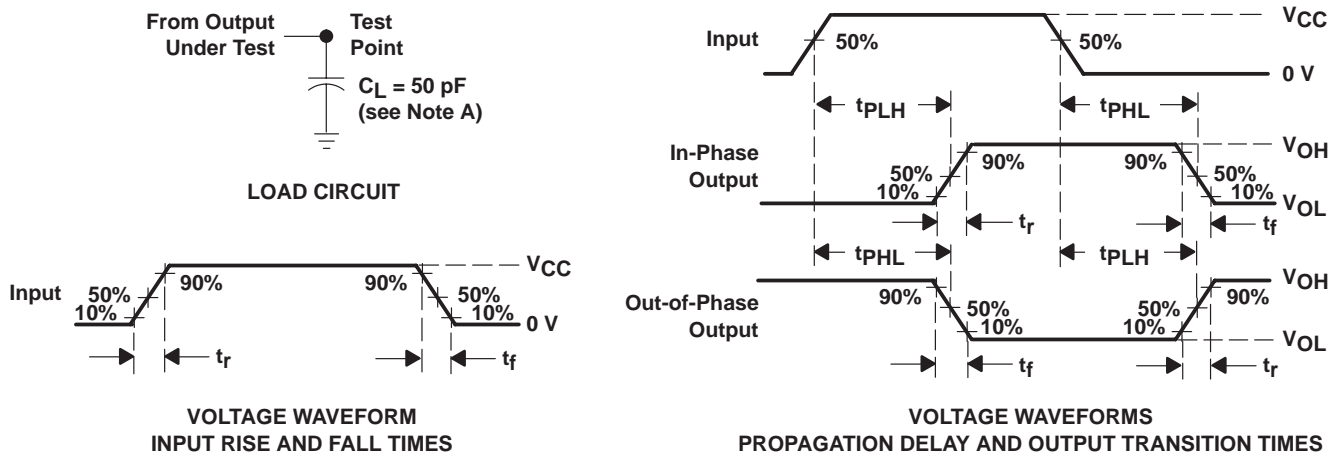 From Output
Under Test
Test
Point
CL = 50 pF
(see Note A)
LOAD CIRCUIT
Input
50%
10%
90%
90%
50%
10%
VCC
0 V
tr
tf
VOLTAGE WAVEFORM
INPUT RISE AND FALL TIMES
Input
50%
50%
VCC
0 V
tPLH
tPHL
In-Phase
Output
50%
10%
90%
90%
50%
10%
VOH
VOL
tr
tf
tPHL
tPLH
Out-of-Phase
Output
90%
50%
10%
50%
10%
90%
VOH
VOL
tf
tr
VOLTAGE WAVEFORMS
PROPAGATION DELAY AND OUTPUT TRANSITION TIMES